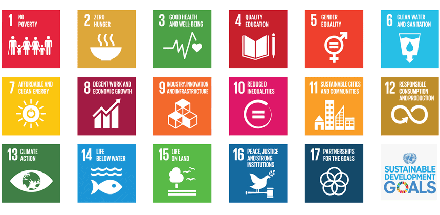 1 NO
POVERTY
2 ZERO
HUNGER
3 GOOD HEALTH
AND WELL-BEING
4 QUALITY
EDUCATION
5 GENDER
EQUALITY
6 CLEAN WATER
AND SANITATION
7 AFFORDABLE AND
CLEAN ENERGY
8 DECENT WORK AND
ECONOMIC GROWTH
9 INDUSTRY, INNOVATION
AND INFRASTRUCTURE
10 REDUCED
INEQUALITIES
11 SUSTAINABLE CITIES
AND COMMUNITIES
12 RESPONSIBLE
CONSUMPTION
AND PRODUCTION
13 CLIMATE
ACTION
14 LIFE
BELOW WATER
15 LIFE
ON LAND
16 PEACE, JUSTICE
AND STRONG
INSTITUTIONS
17 PARTNERSHIPS
FOR THE GOALS
SUSTAINABLE
DEVELOPMENT
GOALS